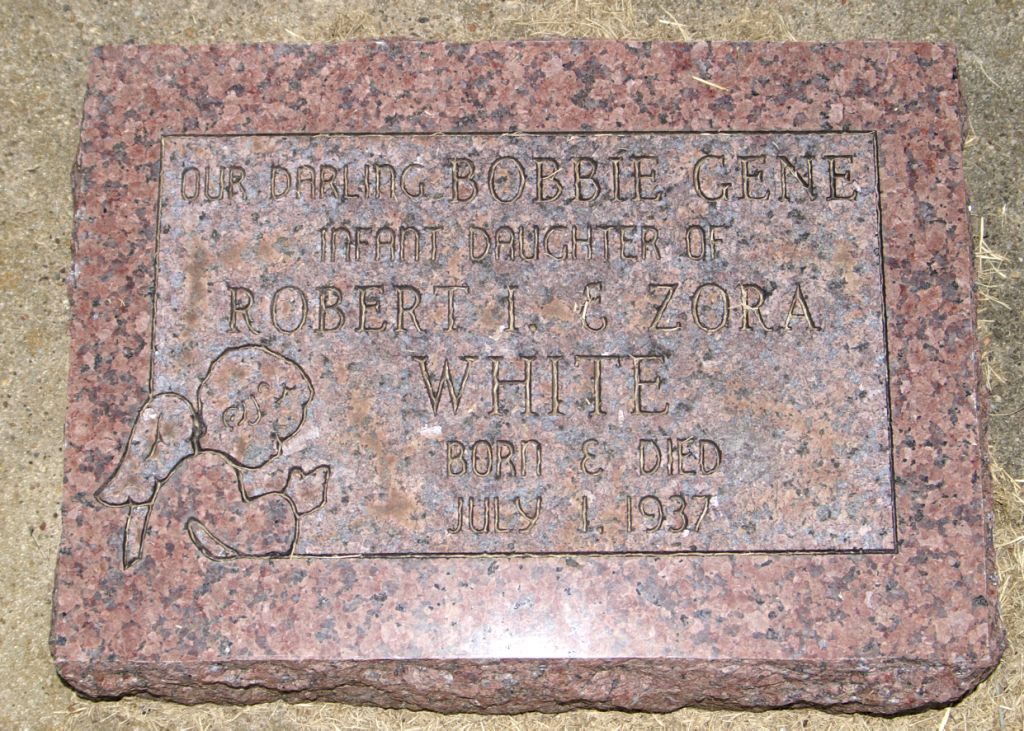 OUR DARLING BOBBIE GENE
INFANT DAUGHTER OF
ROBERT I. & ZORA
WHITE
BORN & DIED
JULY 1, 1937